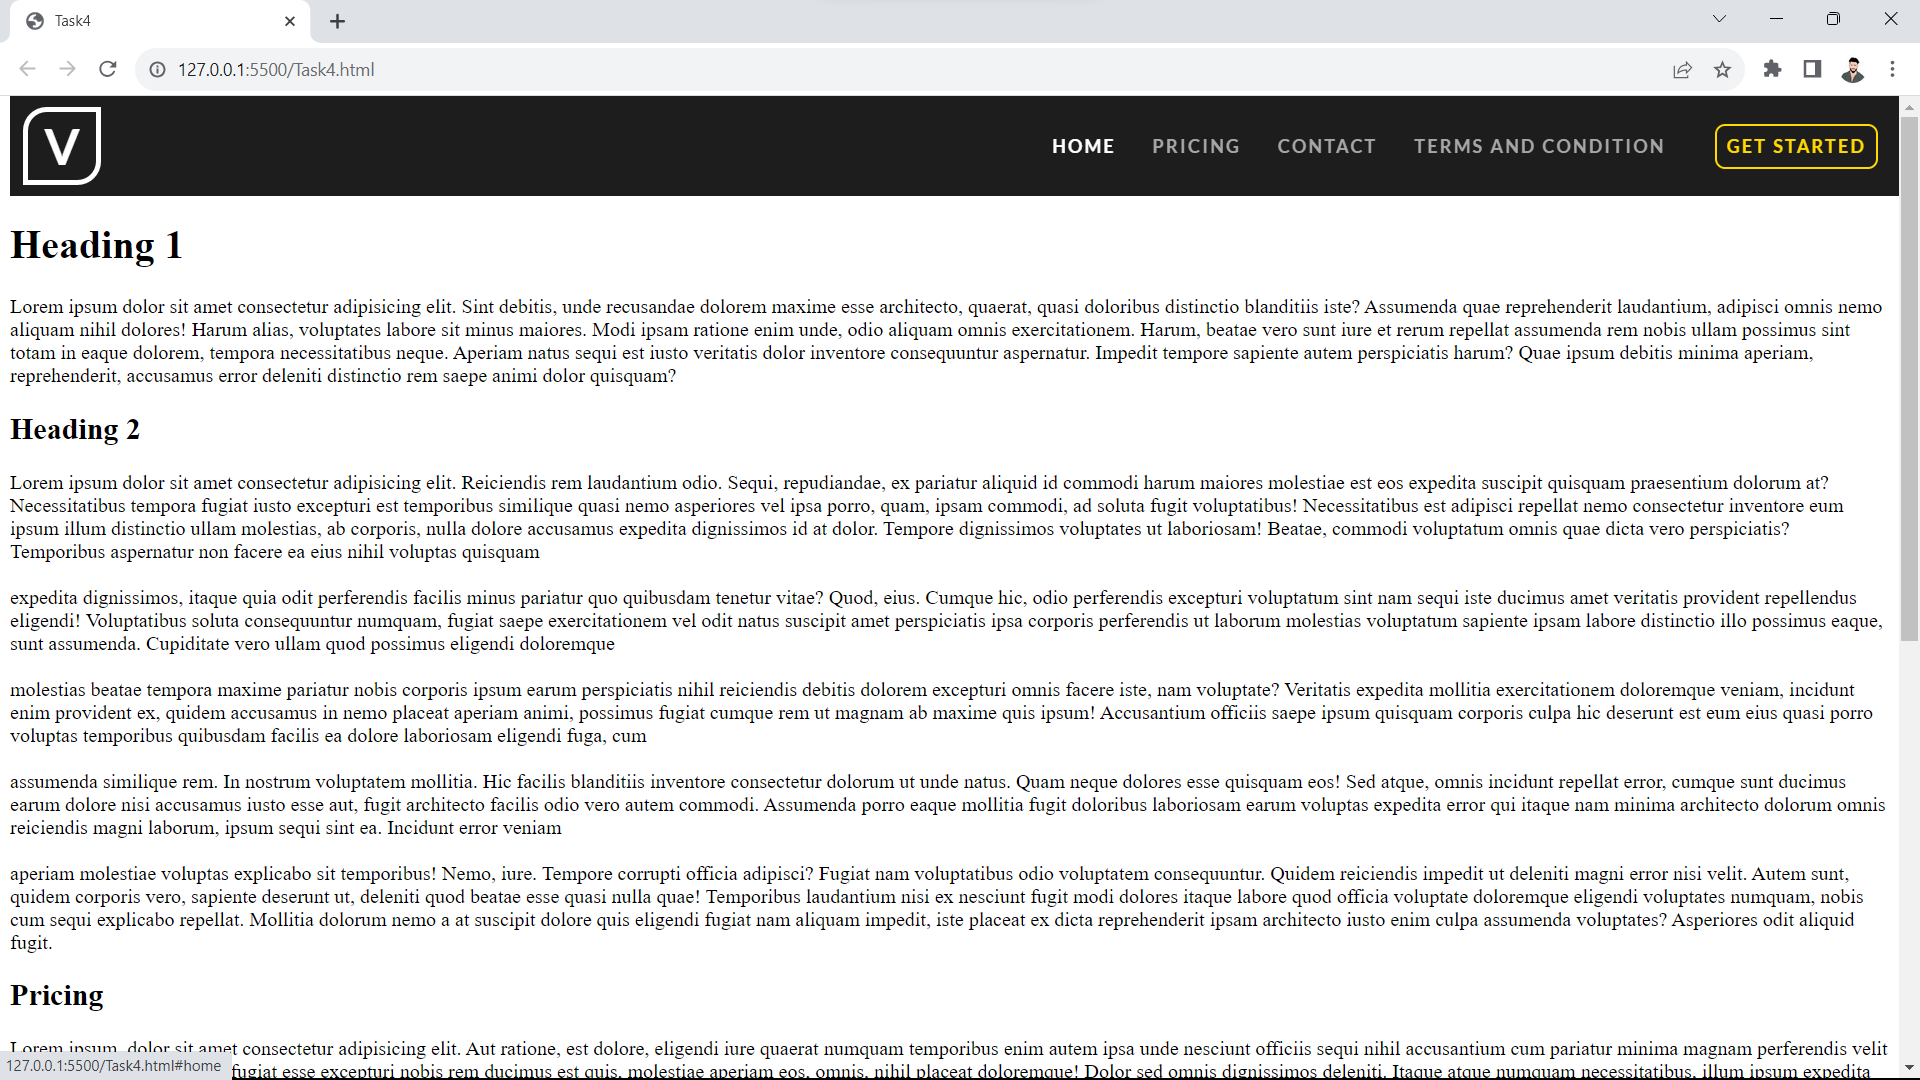 Task4
127.0.0.1:5500/Task4.html
V
HOME PRICING CONTACT TERMS AND CONDITION GET STARTED
Heading 1
Lorem ipsum dolor sit amet consectetur adipisicing elit. Sint debitis, unde recusandae dolorem maxime esse architecto, quaerat, quasi doloribus distinctio blanditiis iste? Assumenda quae reprehenderit laudantium, adipisci omnis nemo
aliquam nihil dolores! Harum alias, voluptates labore sit minus maiores. Modi ipsam ratione enim unde, odio aliquam omnis exercitationem. Harum, beatae vero sunt iure et rerum repellat assumenda rem nobis ullam possimus sint
totam in eaque dolorem, tempora necessitatibus neque. Aperiam natus sequi est iusto veritatis dolor inventore consequuntur aspernatur. Impedit tempore sapiente autem perspiciatis harum? Quae ipsum debitis minima aperiam,
reprehenderit, accusamus error deleniti distinctio rem saepe animi dolor quisquam?
Heading 2
Lorem ipsum dolor sit amet consectetur adipisicing elit. Reiciendis rem laudantium odio. Sequi, repudiandae, ex pariatur aliquid id commodi harum maiores molestiae est eos expedita suscipit quisquam praesentium dolorum at?
Necessitatibus tempora fugiat iusto excepturi est temporibus similique quasi nemo asperiores vel ipsa porro, quam, ipsam commodi, ad soluta fugit voluptatibus! Necessitatibus est adipisci repellat nemo consectetur inventore eum
ipsum illum distinctio ullam molestias, ab corporis, nulla dolore accusamus expedita dignissimos id at dolor. Tempore dignissimos voluptates ut laboriosam! Beatae, commodi voluptatum omnis quae dicta vero perspiciatis?
Temporibus aspernatur non facere ea eius nihil voluptas quisquam
expedita dignissimos, itaque quia odit perferendis facilis minus pariatur quo quibusdam tenetur vitae? Quod, eius. Cumque hic, odio perferendis excepturi voluptatum sint nam sequi iste ducimus amet veritatis provident repellendus
eligendi! Voluptatibus soluta consequuntur numquam, fugiat saepe exercitationem vel odit natus suscipit amet perspiciatis ipsa corporis perferendis ut laborum molestias voluptatum sapiente ipsam labore distinctio illo possimus eaque,
sunt assumenda. Cupiditate vero ullam quod possimus eligendi doloremque
molestias beatae tempora maxime pariatur nobis corporis ipsum earum perspiciatis nihil reiciendis debitis dolorem excepturi omnis facere iste, nam voluptate? Veritatis expedita mollitia exercitationem doloremque veniam, incidunt
enim provident ex, quidem accusamus in nemo placeat aperiam animi, possimus fugiat cumque rem ut magnam ab maxime quis ipsum! Accusantium officiis saepe ipsum quisquam corporis culpa hic deserunt est eum eius quasi porro
voluptas temporibus quibusdam facilis ea dolore laboriosam eligendi fuga, cum
assumenda similique rem. In nostrum voluptatem mollitia. Hic facilis blanditiis inventore consectetur dolorum ut unde natus. Quam neque dolores esse quisquam eos! Sed atque, omnis incidunt repellat error, cumque sunt ducimus
earum dolore nisi accusamus iusto esse aut, fugit architecto facilis odio vero autem commodi. Assumenda porro eaque mollitia fugit doloribus laboriosam earum voluptas expedita error qui itaque nam minima architecto dolorum omnis
reiciendis magni laborum, ipsum sequi sint ea. Incidunt error veniam
aperiam molestiae voluptas explicabo sit temporibus! Nemo, iure. Tempore corrupti officia adipisci? Fugiat nam voluptatibus odio voluptatem consequuntur. Quidem reiciendis impedit ut deleniti magni error nisi velit. Autem sunt,
quidem corporis vero, sapiente deserunt ut, deleniti quod beatae esse quasi nulla quae! Temporibus laudantium nisi ex nesciunt fugit modi dolores itaque labore quod officia voluptate doloremque eligendi voluptates numquam, nobis
cum sequi explicabo repellat. Mollitia dolorum nemo a at suscipit dolore quis eligendi fugiat nam aliquam impedit, iste placeat ex dicta reprehenderit ipsam architecto iusto enim culpa assumenda voluptates? Asperiores odit aliquid
fugit.
Pricing
Lorem ipsum, dolor sit amet consectetur adipisicing elit. Aut ratione, est dolore, eligendi iure quaerat numquam temporibus enim autem ipsa unde nesciunt officiis sequi nihil accusantium cum pariatur minima magnam perferendis velit
fugiat esse excepturi nobis rem ducimus est quis, molestiae aperiam eos, omnis, nihil placeat doloremque! Dolor sed omnis dignissimos deleniti. Itaque atque numquam necessitatibus, illum ipsum expedita
127.0.0.1:5500/Task4.html#home